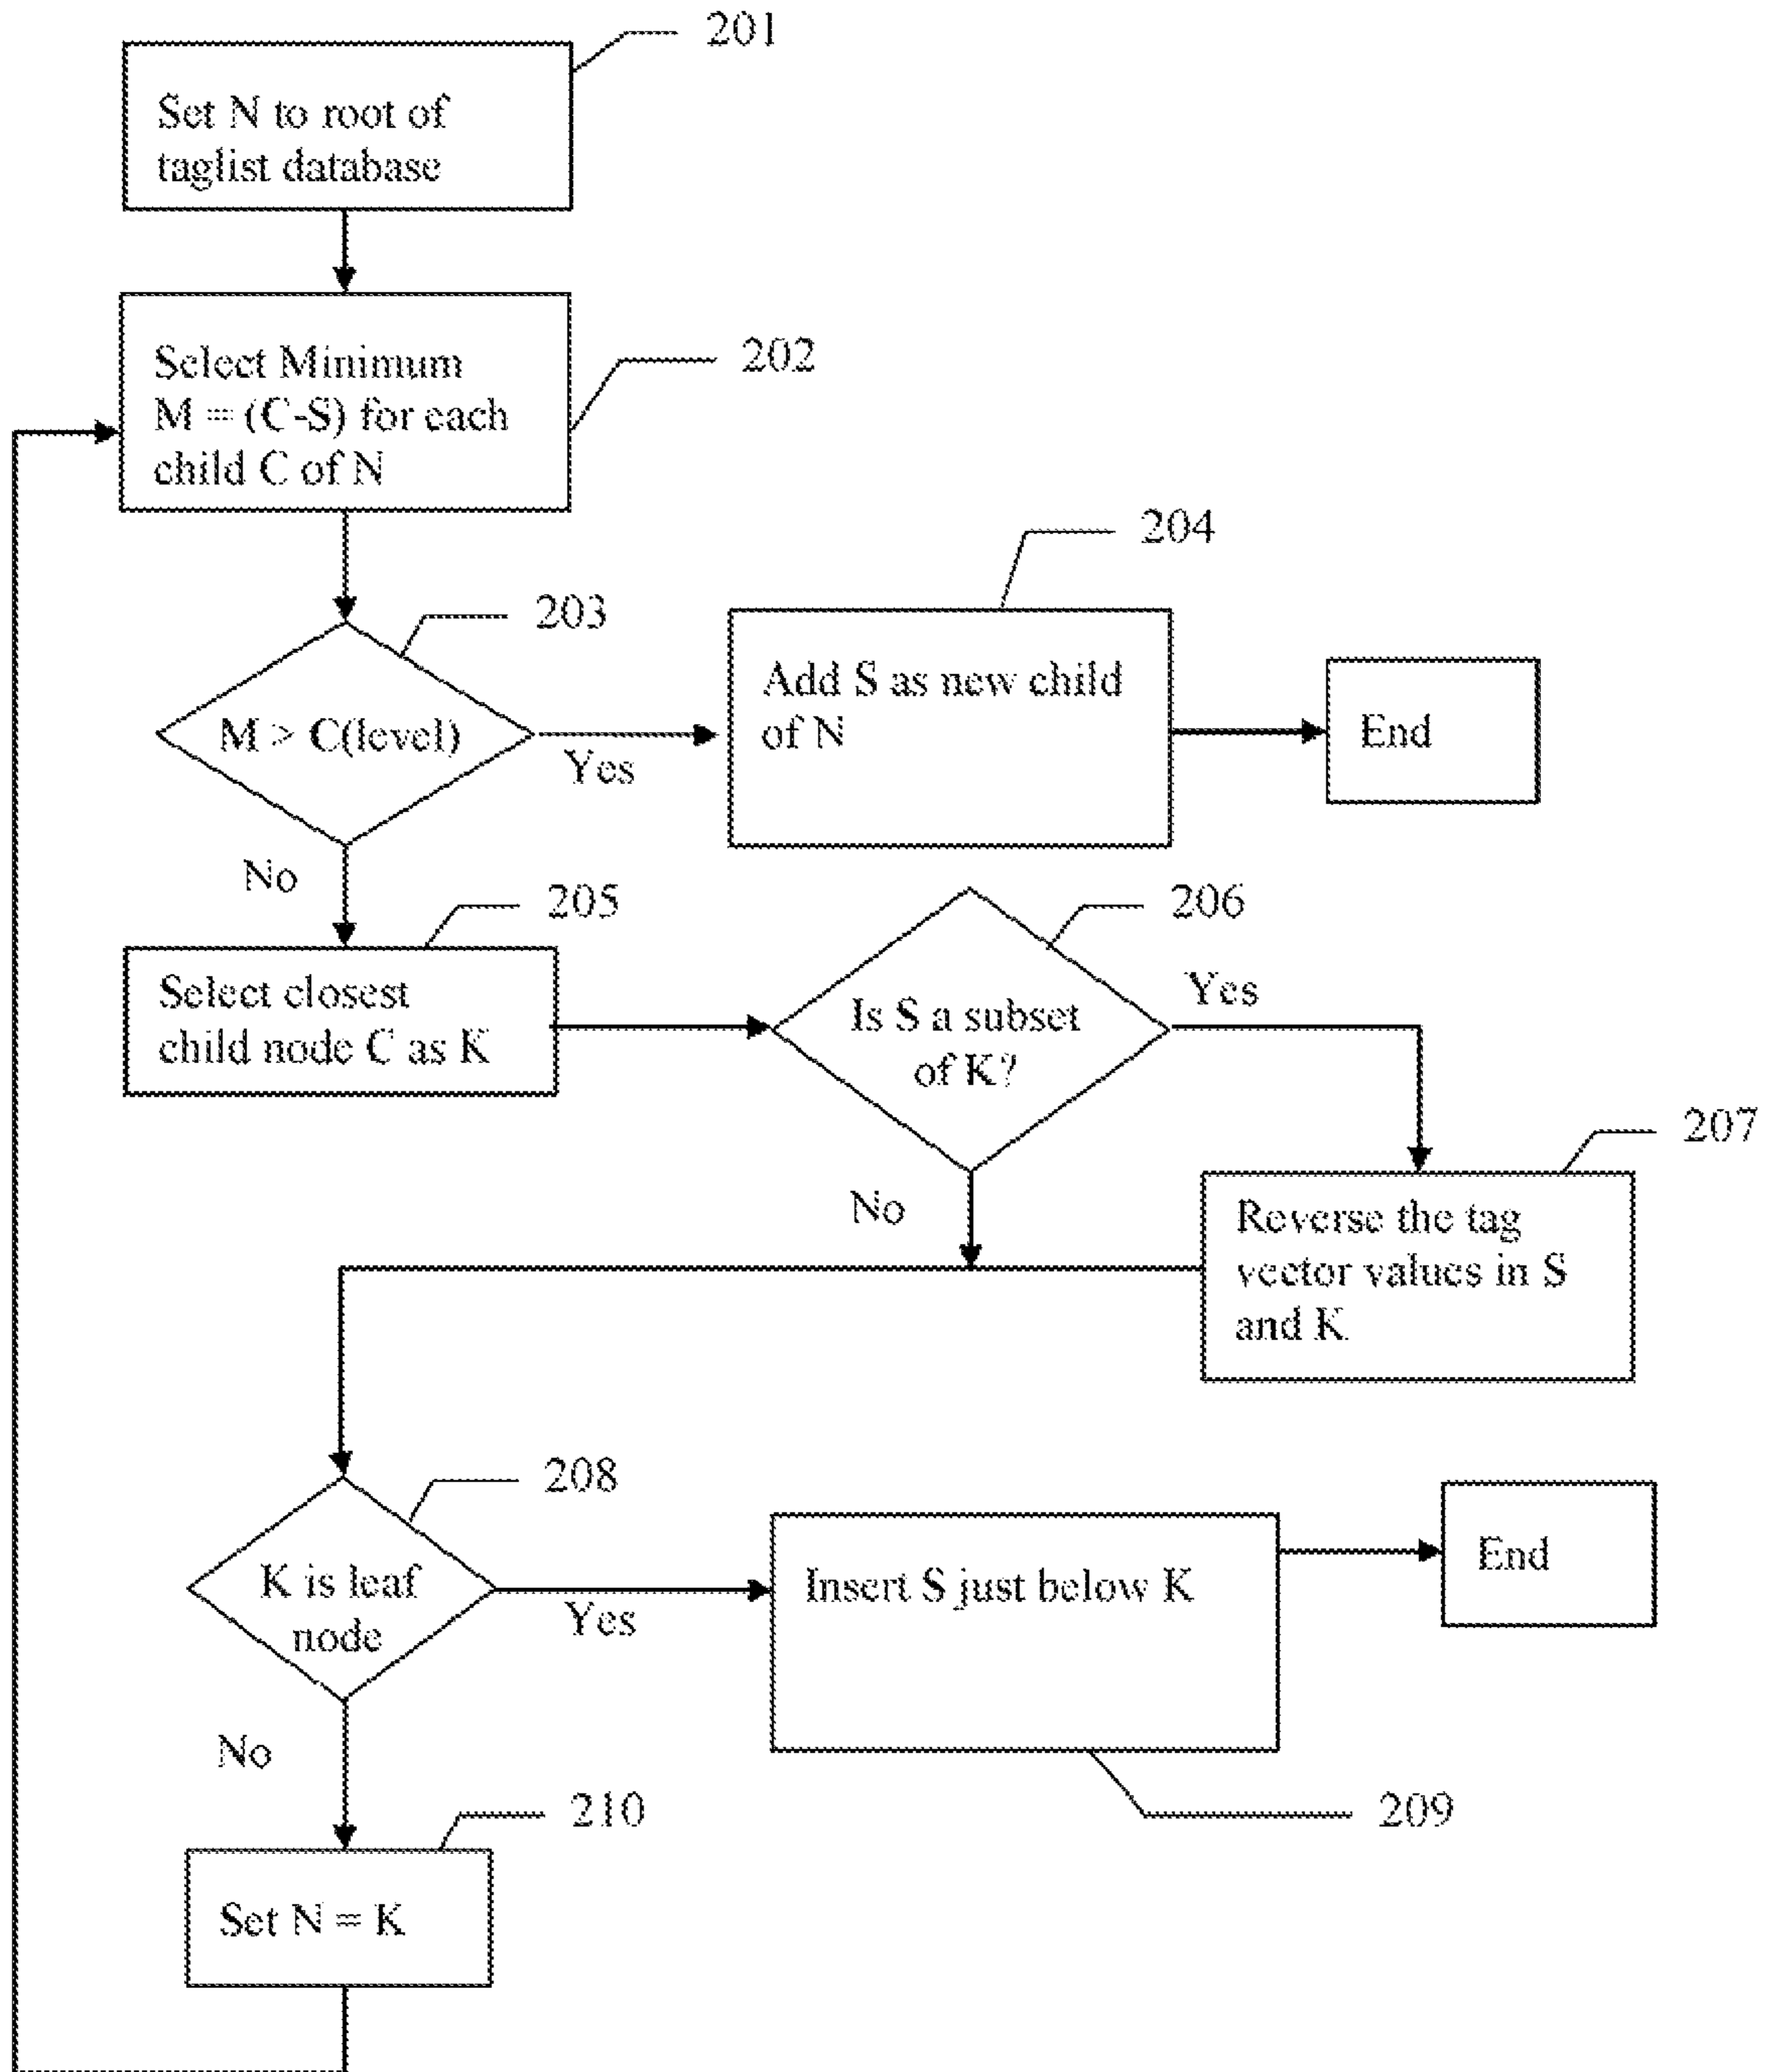 201
Set N to root of
taglist database
Select Minimum
M = (C-S) for each
child C of N
202
203
M > C(level)
Yes
No
204
Add S as new child
of N
End
205
Select closest
child node C as K
206
Is S a subset
of K?
Yes
No
207
Reverse the tag
vector values in S
and K
208
K is leaf
node
Yes
No
Insert S just below K
209
End
210
Set N = K